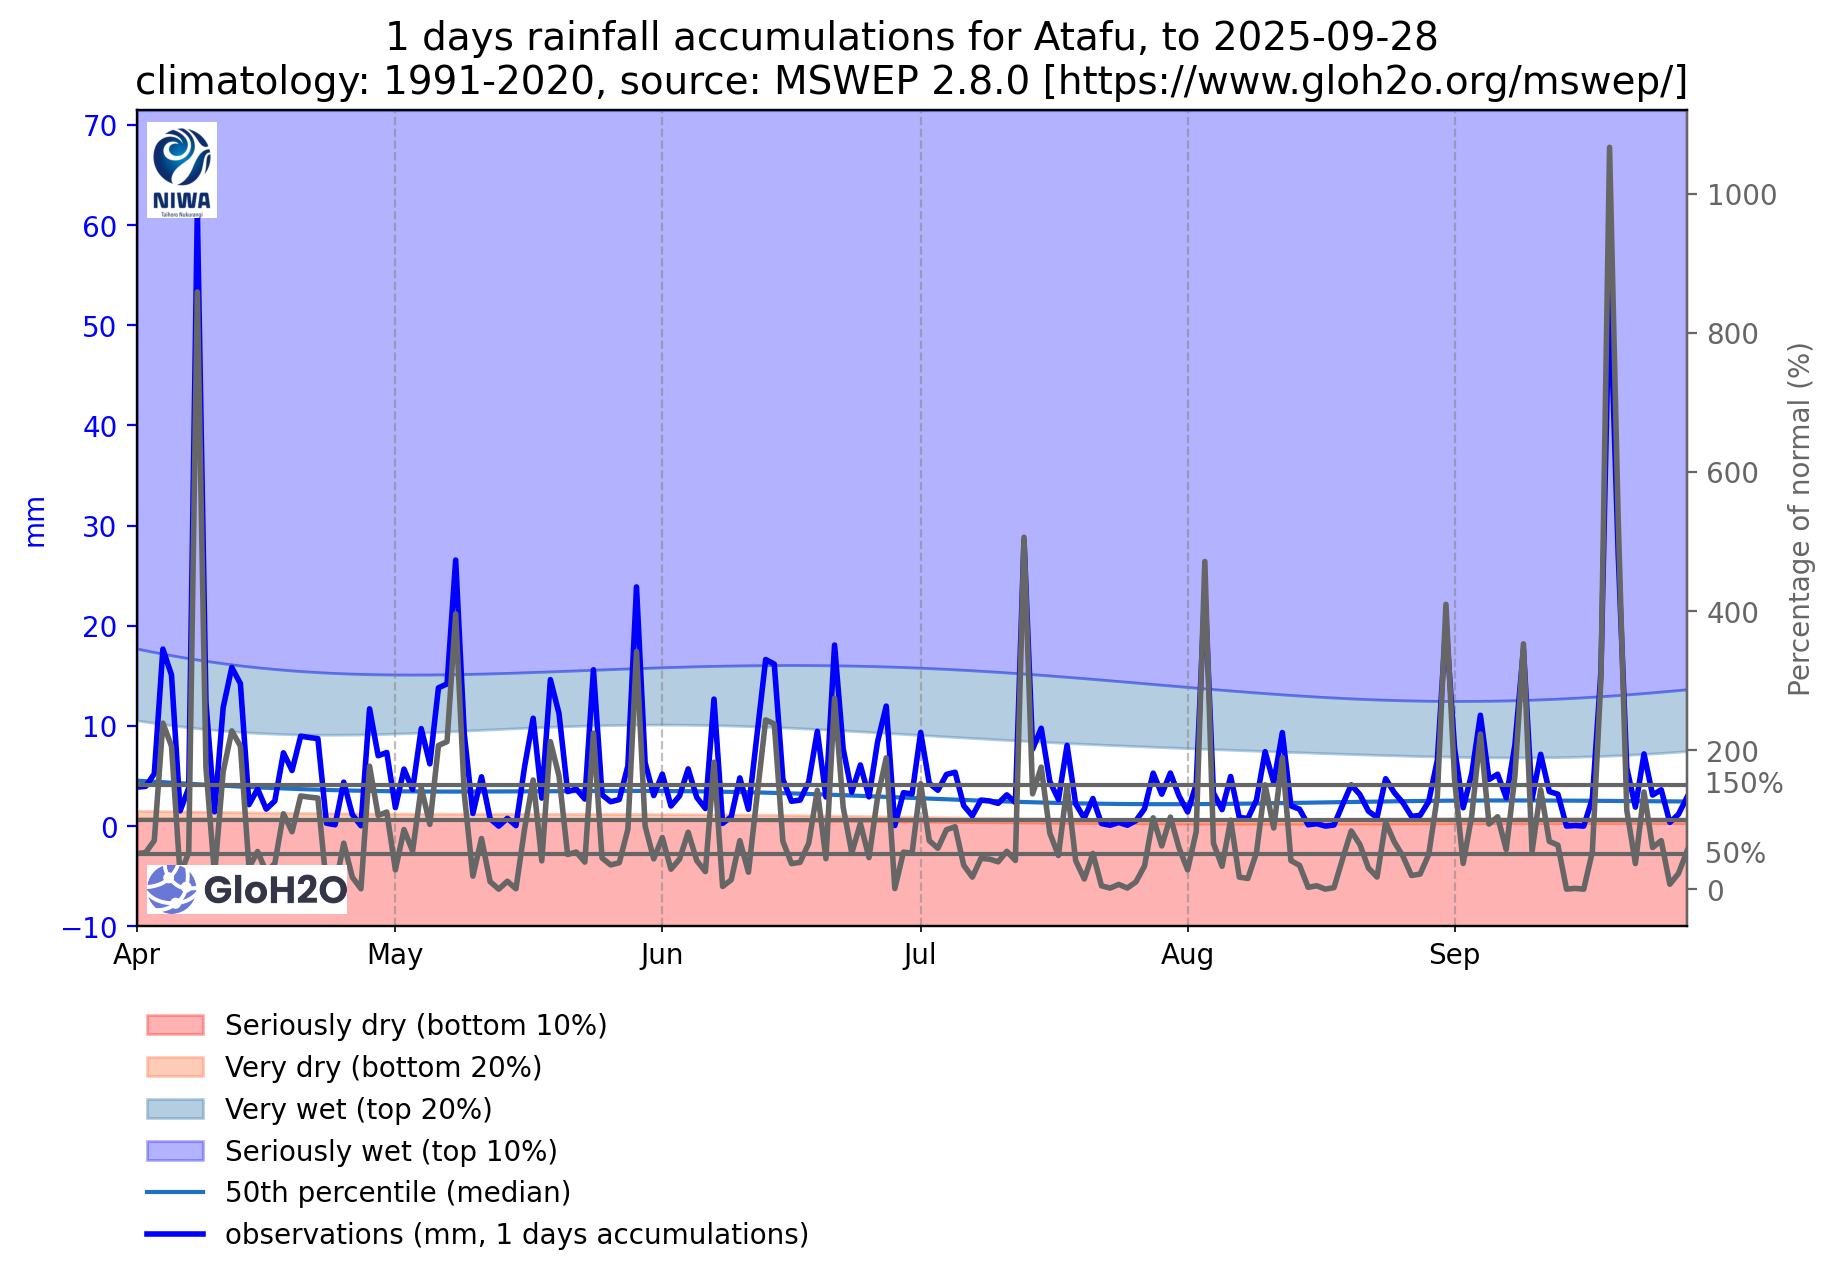 1 days rainfall accumulations for Atafu, to 2025-09-28
climatology: 1991-2020, source: MSWEP 2.8.0 [https://www.gloh2o.org/mswep/]
70
60
50
40
30
20
10
0
−10
mm
NIWA
Taihoro Nukurangi
GloH2O
1000
800
600
400
200
150%
50%
0
Percentage of normal (%)
Apr
May
Jun
Jul
Aug
Sep
Seriously dry (bottom 10%)
Very dry (bottom 20%)
Very wet (top 20%)
Seriously wet (top 10%)
50th percentile (median)
observations (mm, 1 days accumulations)